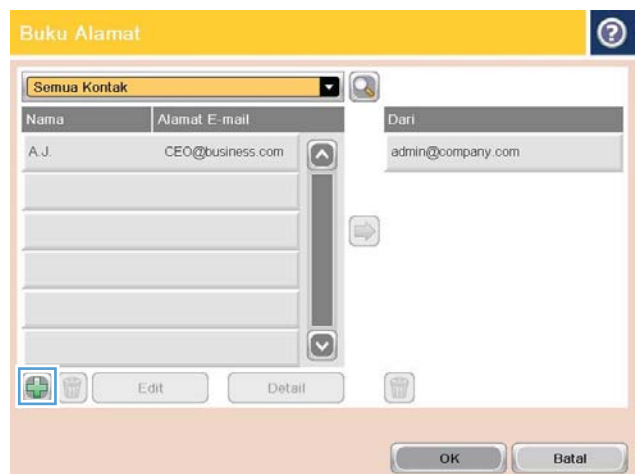 Buku Alamat
Semua Kontak
Nama Alamat E-mail Dari
A.J. CEO@business.com admin@company.com
Edit Detail
OK Batal